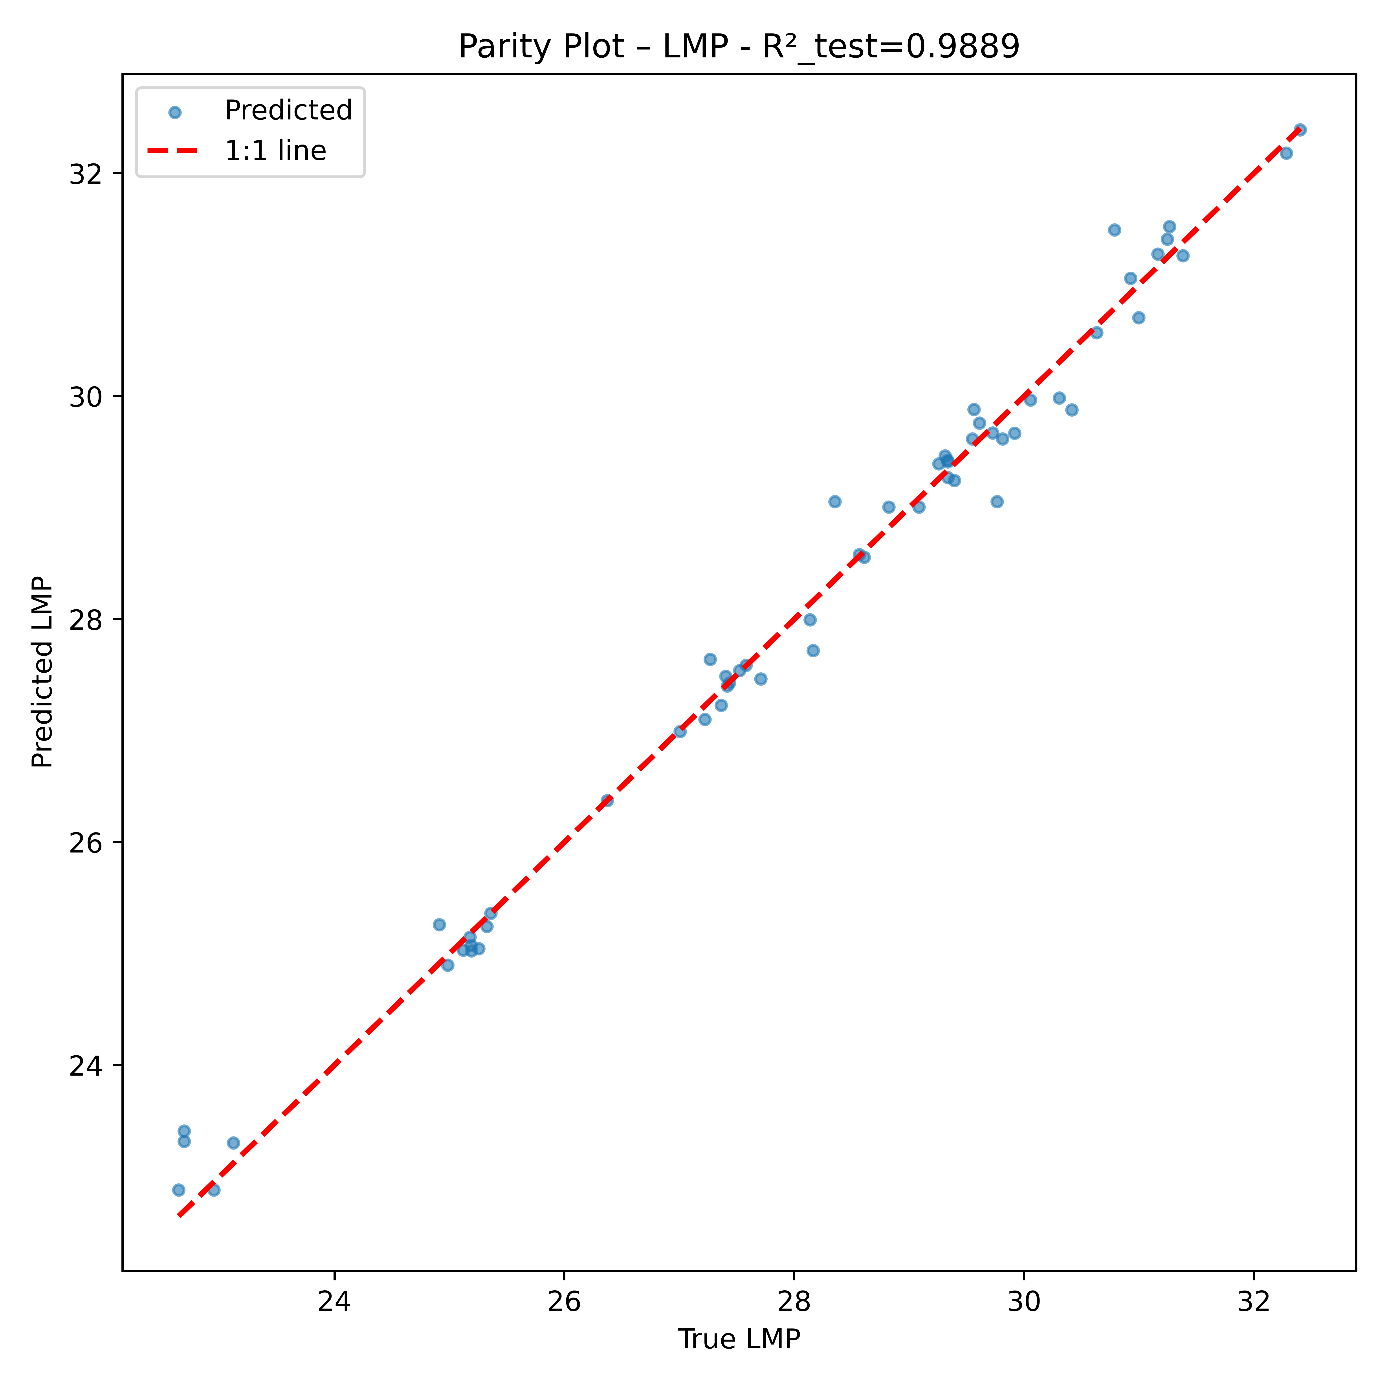 Parity Plot – LMP - R²_test=0.9889
Predicted
1:1 line
32
30
28
26
24
Predicted LMP
24 26 28 30 32
True LMP